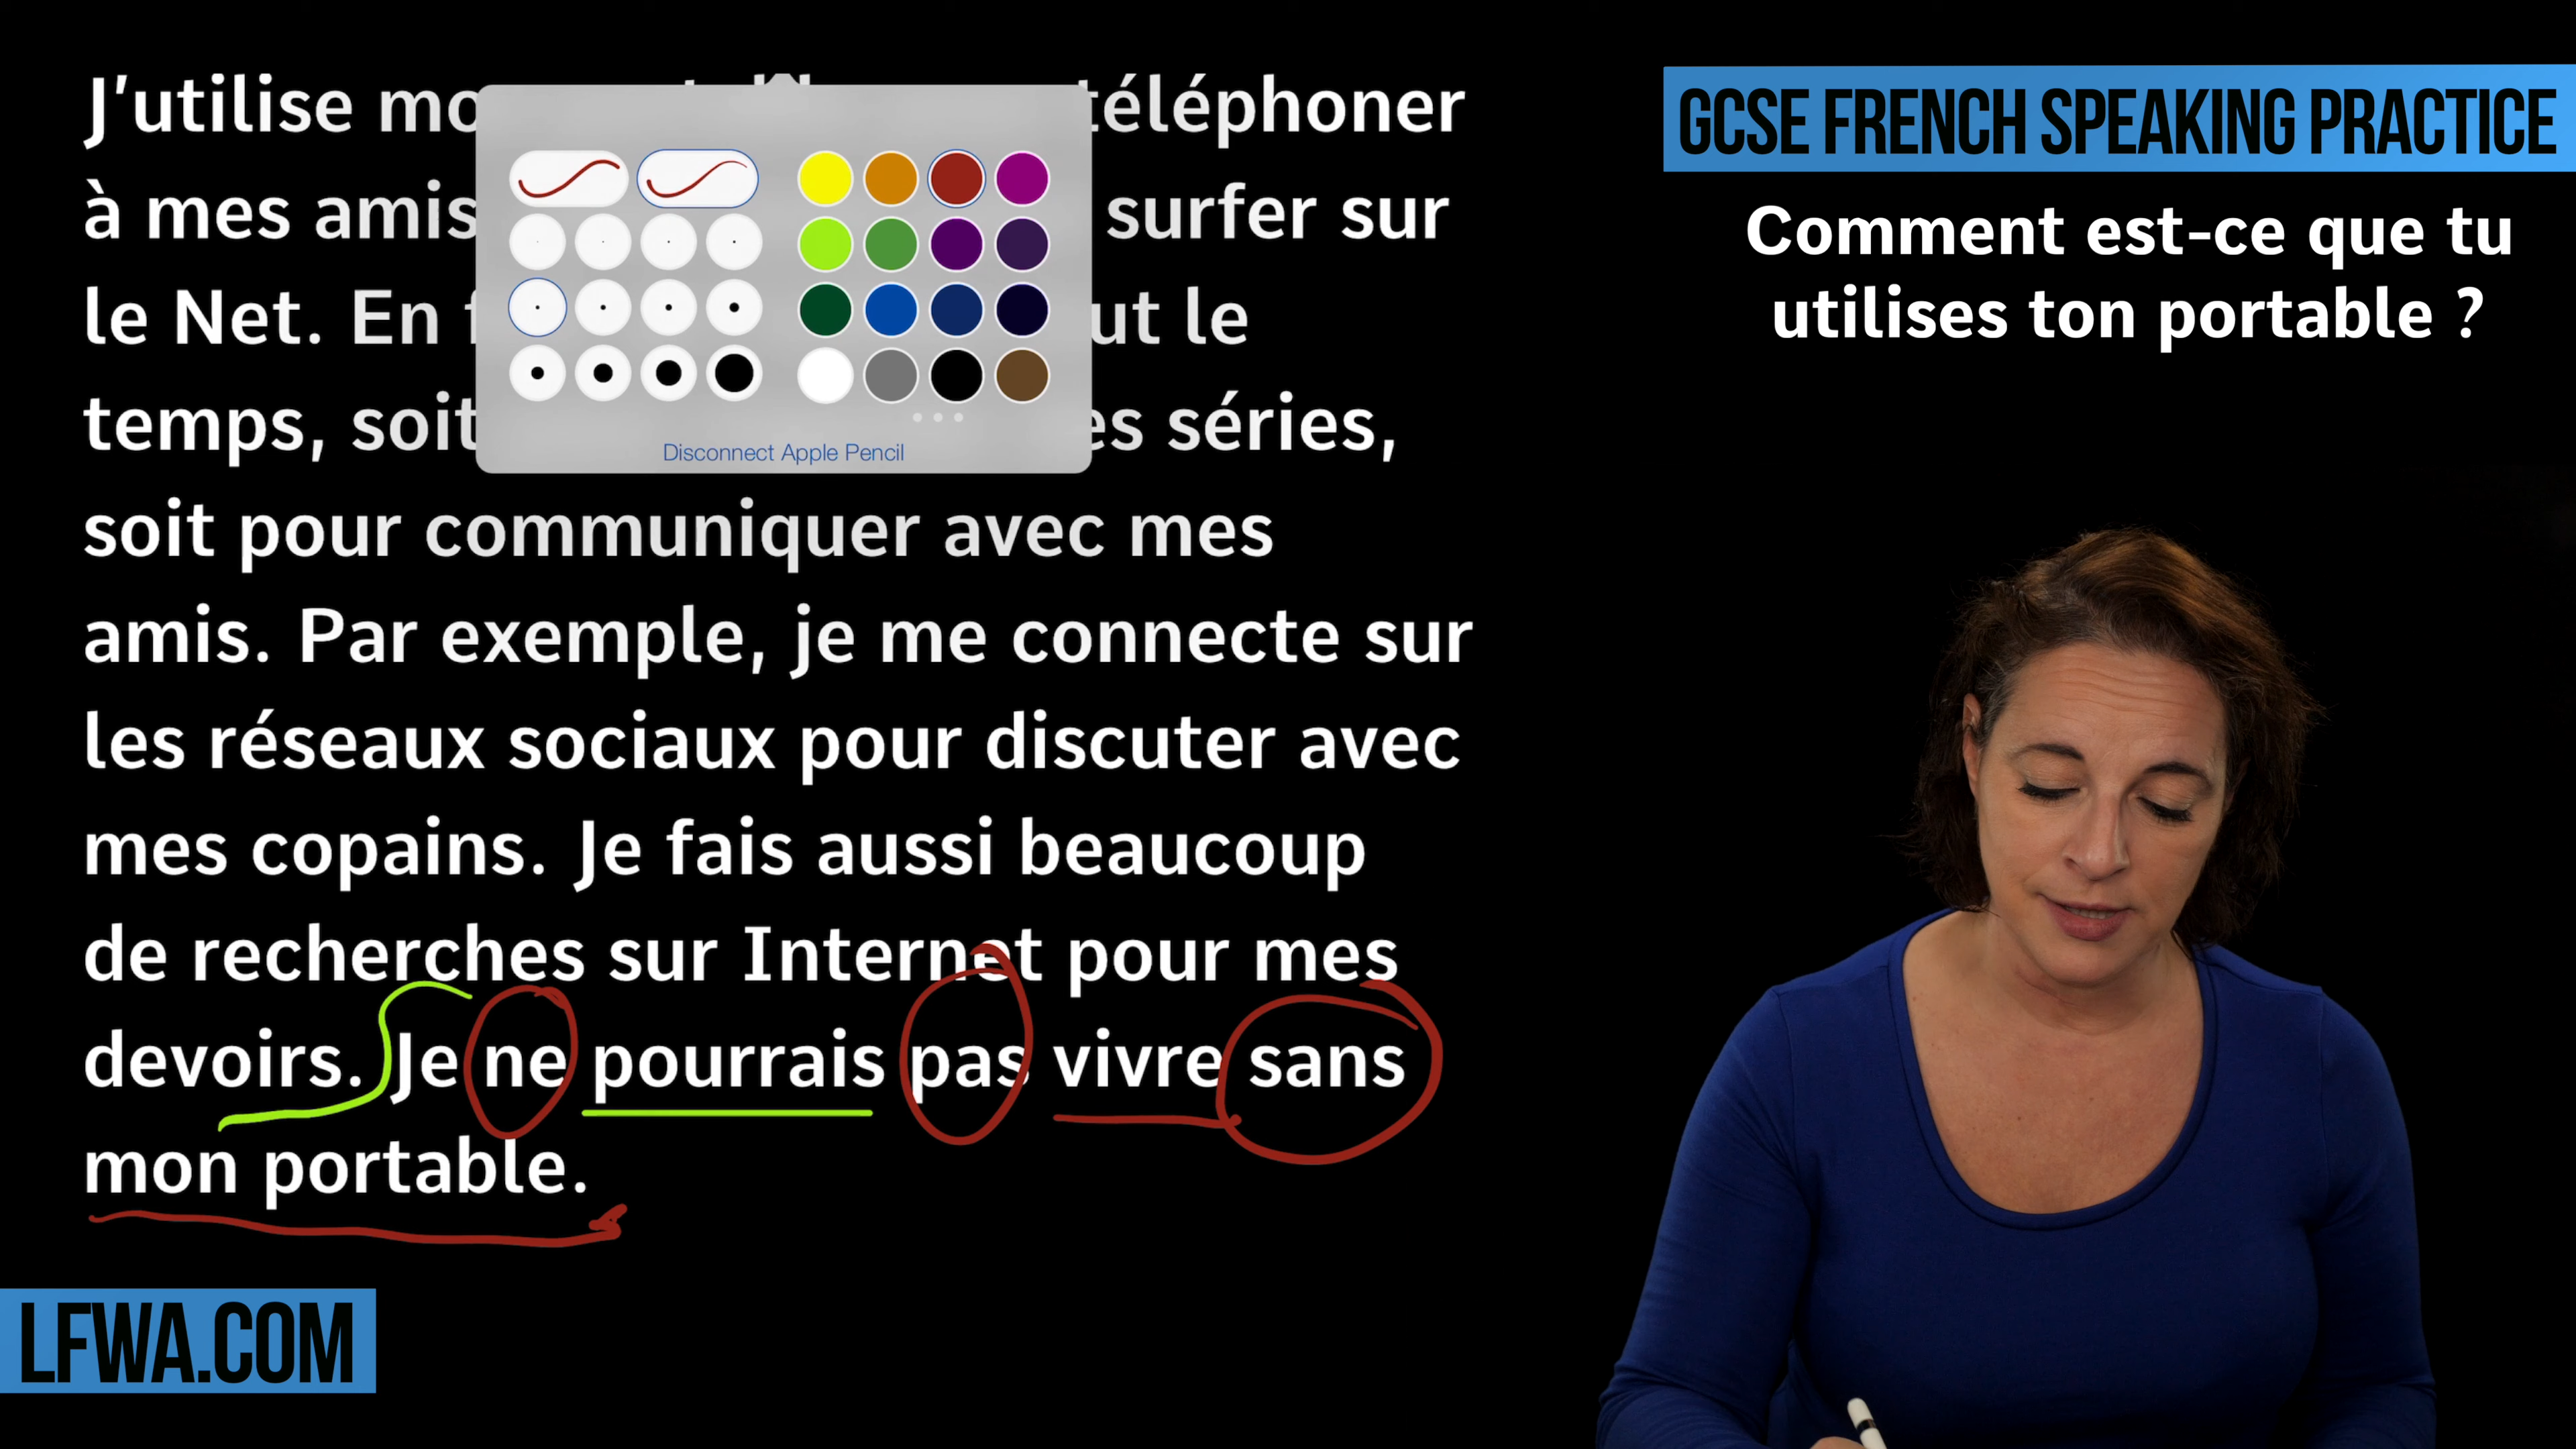 J'utilise téléphoner
à mes amis surfer sur
le Net. En le
temps, soit séries,
soit pour communiquer avec mes
amis. Par exemple, je me connecte sur
les réseaux sociaux pour discuter avec
mes copains. Je fais aussi beaucoup
de recherches sur Internet pour mes
devoirs. Je ne pourrais pas vivre sans
mon portable.
Disconnect Apple Pencil
GCSE FRENCH SPEAKING PRACTICE
Comment est-ce que tu
utilises ton portable ?
LFWA.COM